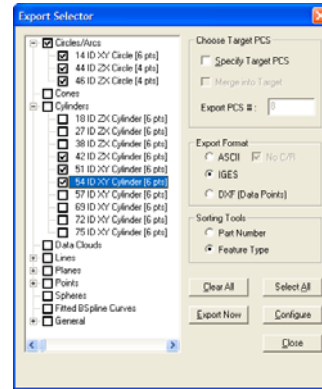 Export Selector
Circles/Arcs
14 ID XY Circle [6 pts]
44 ID ZX Circle [4 pts]
46 ID ZX Circle [4 pts]
Cones
Cylinders
18 ID ZX Cylinder [6 pts]
27 ID ZX Cylinder [6 pts]
38 ID ZX Cylinder [6 pts]
42 ID ZX Cylinder [6 pts]
51 ID XY Cylinder [6 pts]
54 ID XY Cylinder [6 pts]
57 ID XY Cylinder [6 pts]
69 ID XY Cylinder [6 pts]
72 ID XY Cylinder [6 pts]
75 ID XY Cylinder [6 pts]
Data Clouds
Lines
Planes
Points
Spheres
Fitted BSpline Curves
General
Choose Target PCS
Specify Target PCS
Merge into Target
Export PCS # : 0
Export Format
ASCII No C/R
IGES
DXF (Data Points)
Sorting Tools
Part Number
Feature Type
Clear All Select All
Export Now Configure
Close